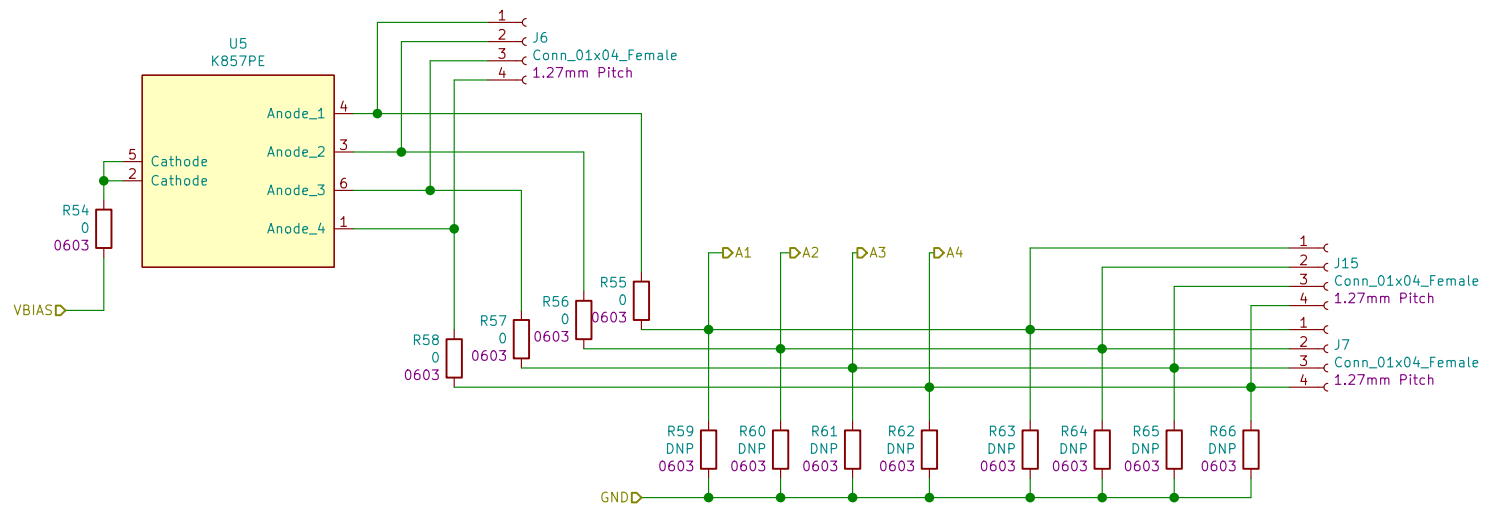 U5
K857PE
Anode_1
Anode_2
Anode_3
Anode_4
4
3
6
1
5
2
Cathode
Cathode
R54
0
0603
VBIAS
1
2
3
4
J6
Conn_01x04_Female
1.27mm Pitch
R55
0
0603
R56
0
0603
R57
0
0603
R58
0
0603
A1
A2
A3
A4
1
2
3
4
J15
Conn_01x04_Female
1.27mm Pitch
1
2
3
4
J7
Conn_01x04_Female
1.27mm Pitch
R59
DNP
0603
R60
DNP
0603
R61
DNP
0603
R62
DNP
0603
R63
DNP
0603
R64
DNP
0603
R65
DNP
0603
R66
DNP
0603
GND